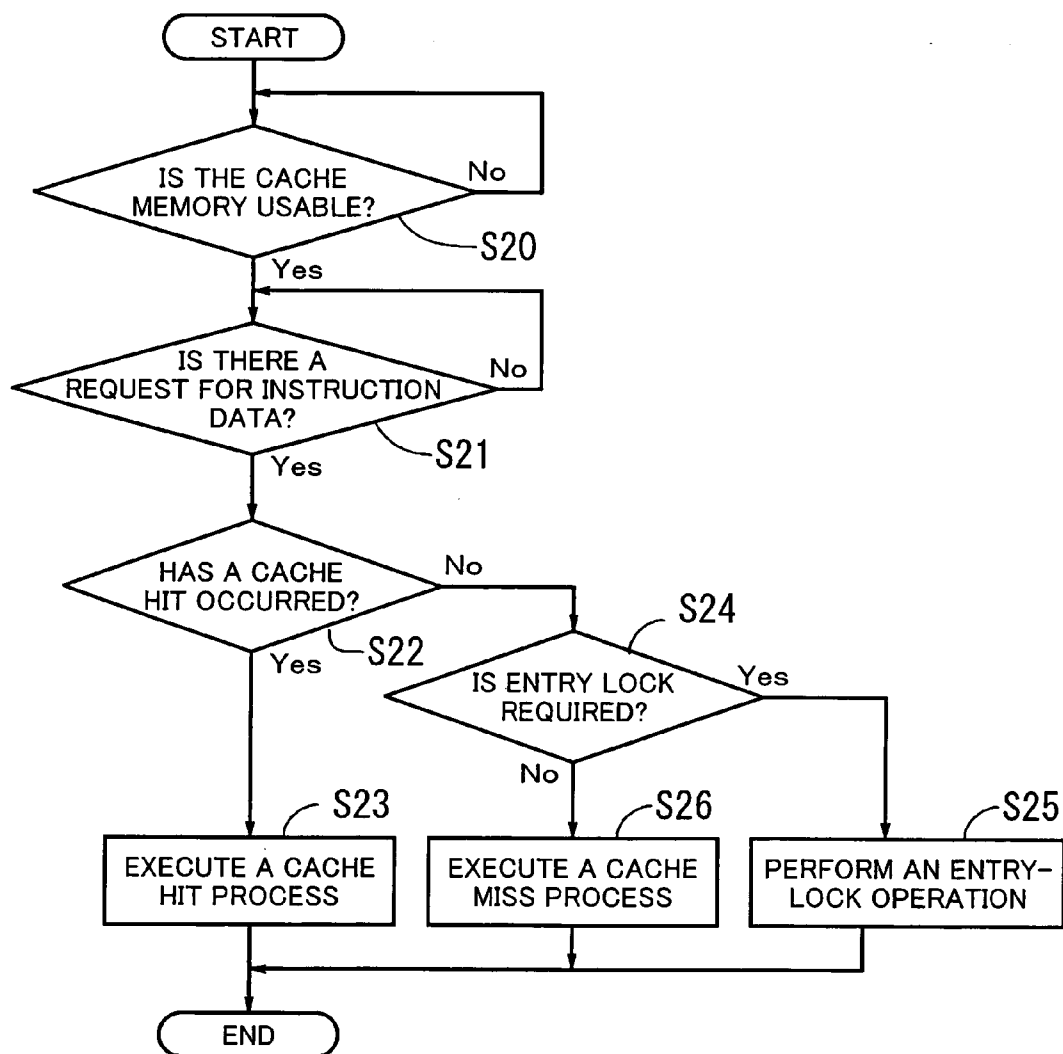 START
IS THE CACHE
MEMORY USABLE?
No
S20
Yes
IS THERE A
REQUEST FOR INSTRUCTION
DATA?
No
S21
Yes
HAS A CACHE
HIT OCCURRED?
No
S22
Yes
S24
IS ENTRY LOCK
REQUIRED?
Yes
No
S23
EXECUTE A CACHE
HIT PROCESS
S26
EXECUTE A CACHE
MISS PROCESS
S25
PERFORM AN ENTRY-
LOCK OPERATION
END